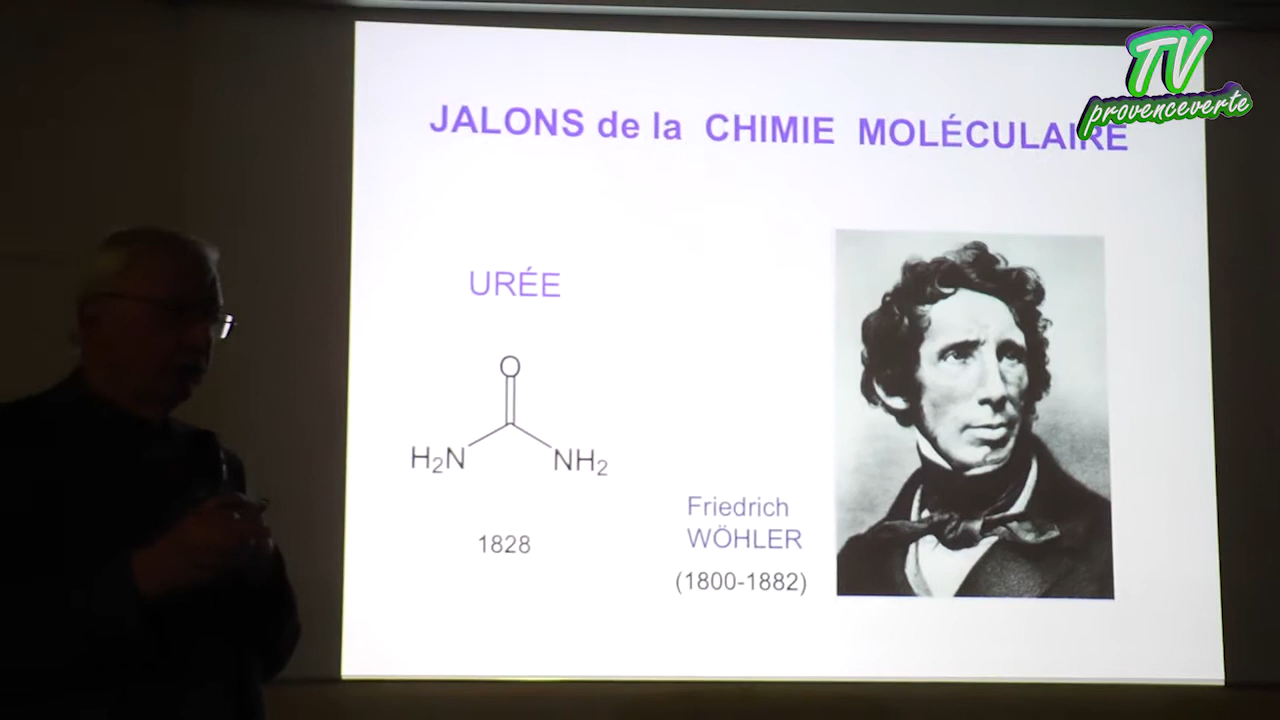 TV
provenceverte
JALONS de la CHIMIE MOLÉCULAIRE
URÉE
O
H₂N
NH₂
1828
Friedrich
WÖHLER
(1800-1882)